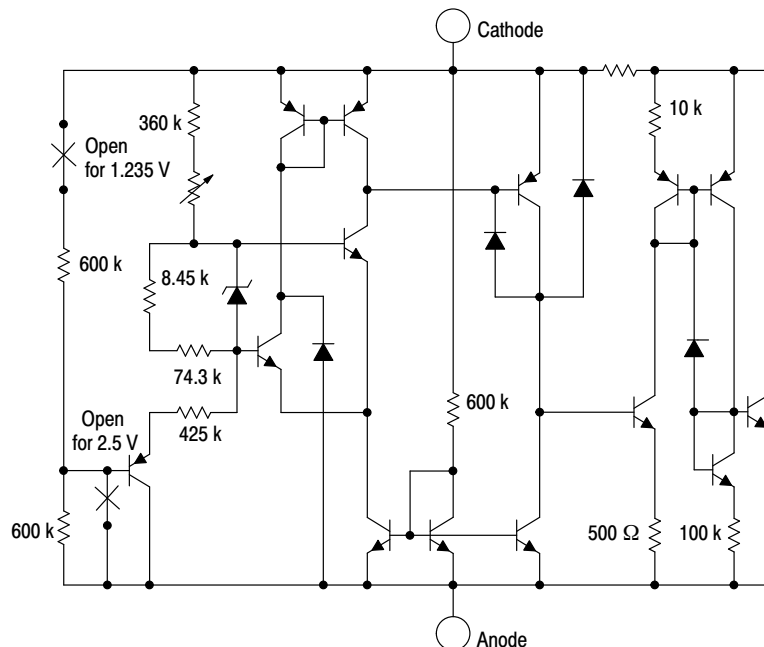 Cathode
360 k
10 k
Open
for 1.235 V
600 k
8.45 k
74.3 k
600 k
Open
for 2.5 V
425 k
600 k
500 Ω
100 k
Anode